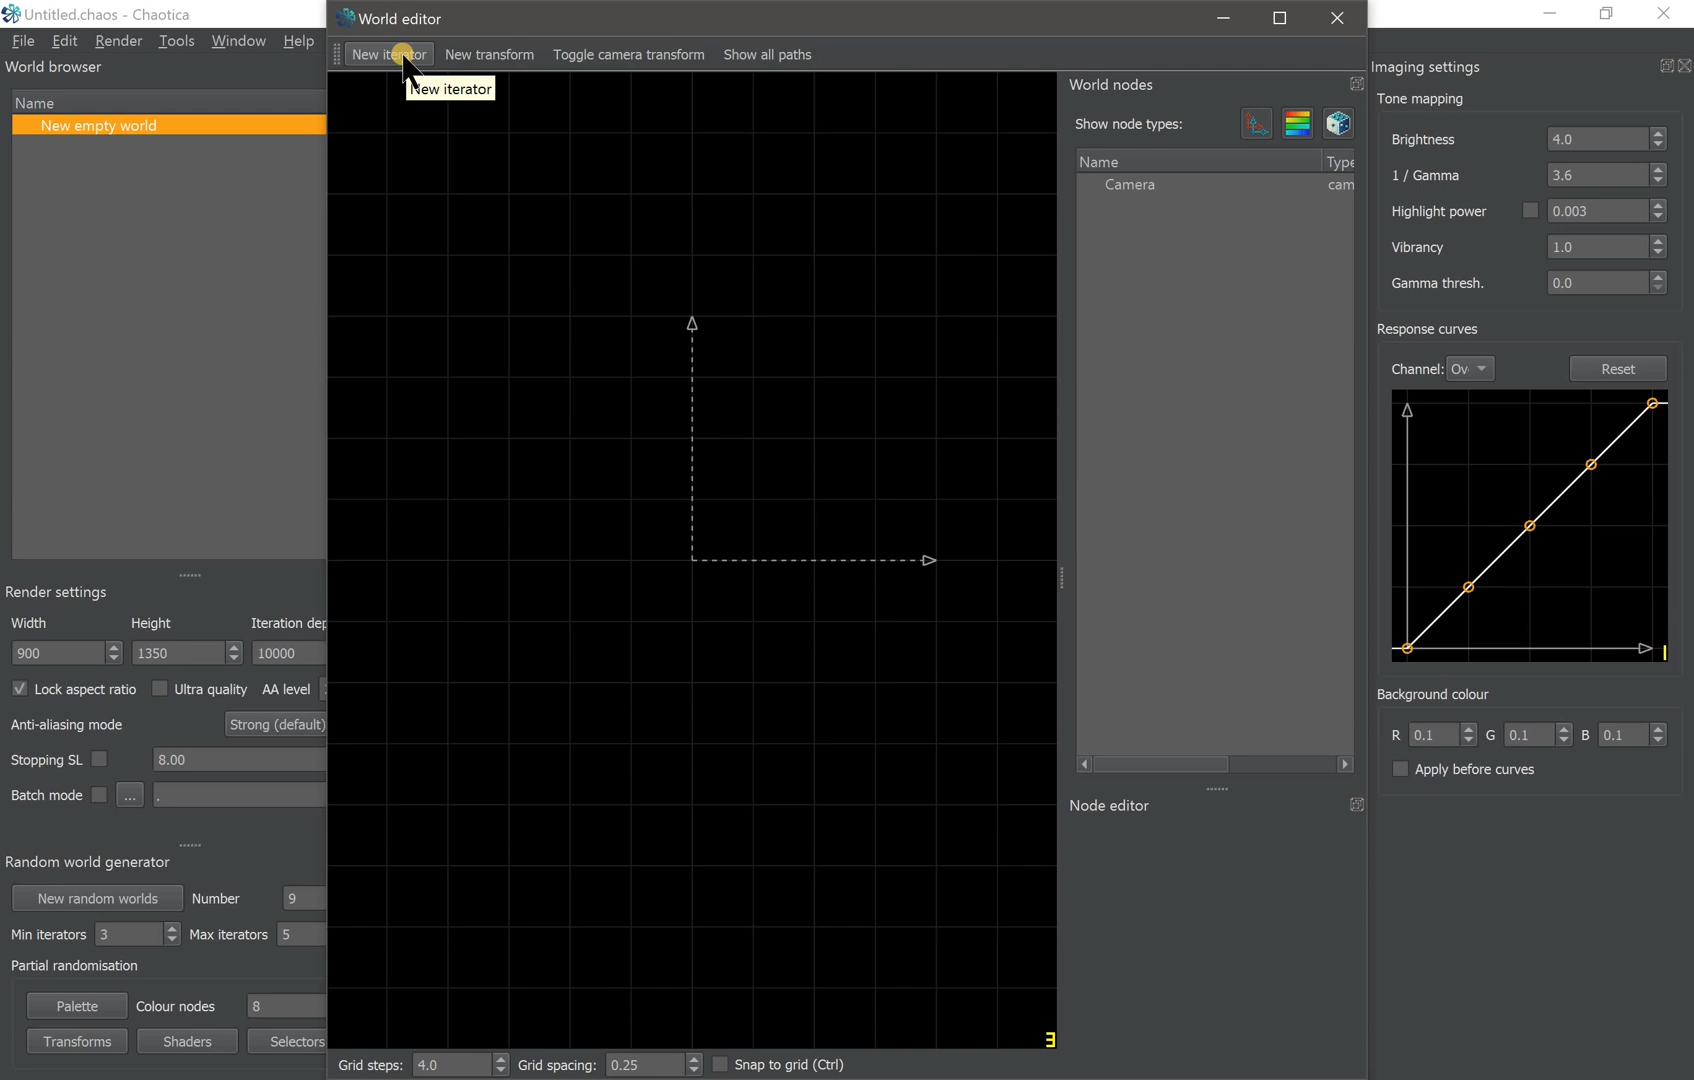 Untitled.chaos - Chaotica
File Edit Render Tools Window Help
World browser
Name
New empty world
Render settings
Width Height Iteration dep
900 1350 10000
Lock aspect ratio Ultra quality AA level
Anti-aliasing mode Strong (default)
Stopping SL 8.00
Batch mode ... .
Random world generator
New random worlds Number 9
Min iterators 3 Max iterators 5
Partial randomisation
Palette Colour nodes 8
Transforms Shaders Selectors
World editor
New iterator New transform Toggle camera transform Show all paths
New iterator
E
Grid steps: 4.0 Grid spacing: 0.25 Snap to grid (Ctrl)
World nodes
Show node types:
Name Type
Camera cam
Node editor
Imaging settings
Tone mapping
Brightness 4.0
1 / Gamma 3.6
Highlight power 0.003
Vibrancy 1.0
Gamma thresh. 0.0
Response curves
Channel: Ov Reset
Background colour
R 0.1 G 0.1 B 0.1
Apply before curves